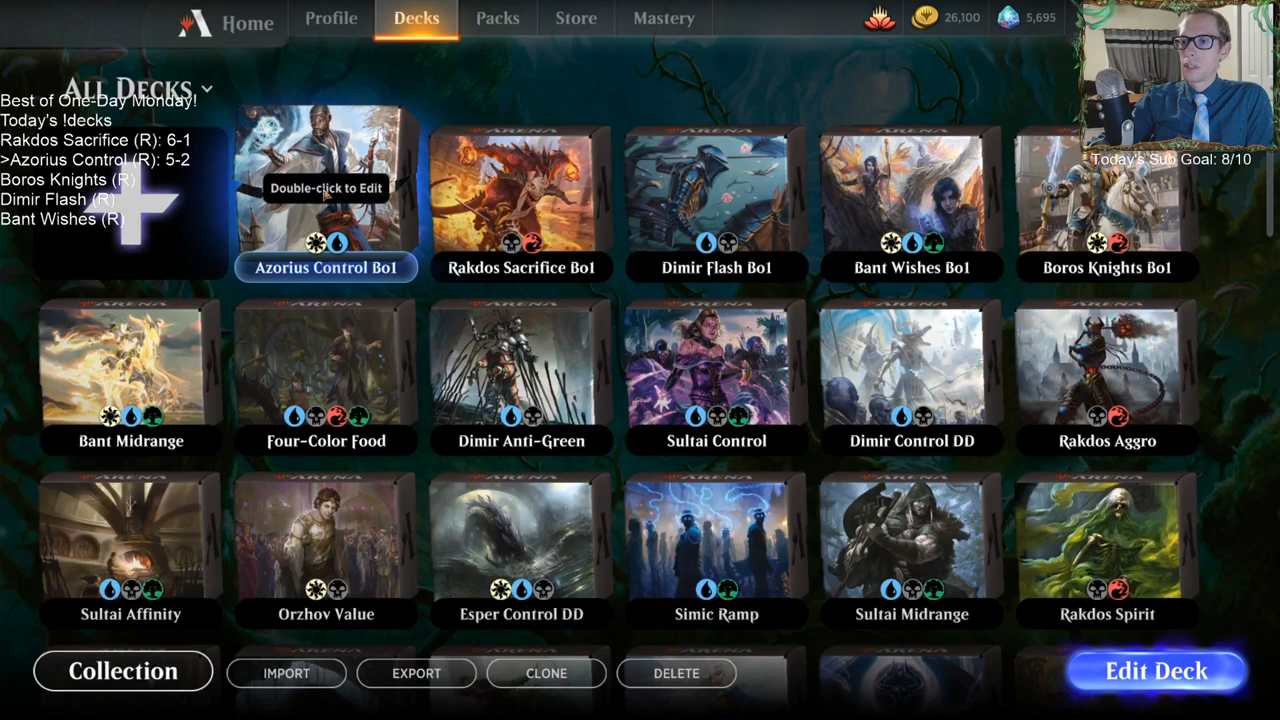 Home
Profile
Decks
Packs
Store
Mastery
26,100
5,695
ALL DECKS
Best of One-Day Monday!
Today's !decks
Rakdos Sacrifice (R): 6-1
>Azorius Control (R): 5-2
Boros Knights (R)
Dimir Flash (R)
Bant Wishes (R)
Today's Sub Goal: 8/10
Double-click to Edit
Azorius Control Bo1
Rakdos Sacrifice Bo1
Dimir Flash Bo1
Bant Wishes Bo1
Boros Knights Bo1
Bant Midrange
Four-Color Food
Dimir Anti-Green
Sultai Control
Dimir Control DD
Rakdos Aggro
Sultai Affinity
Orzhov Value
Esper Control DD
Simic Ramp
Sultai Midrange
Rakdos Spirit
Collection
IMPORT
EXPORT
CLONE
DELETE
Edit Deck